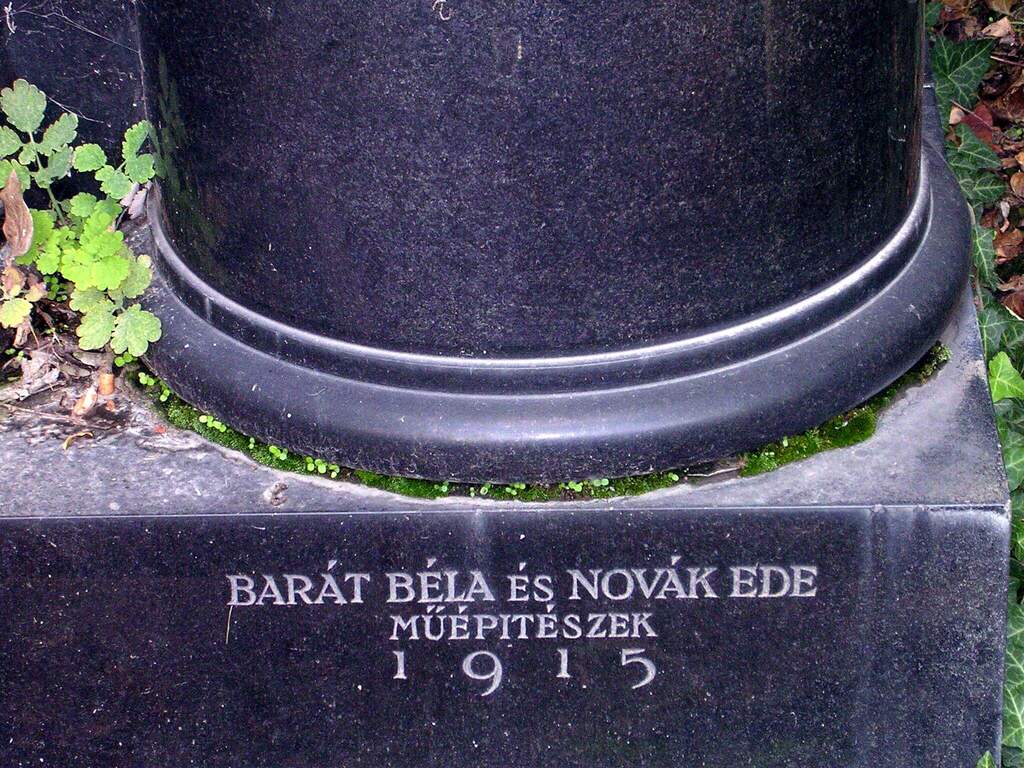 BARÁT BÉLA ÉS NOVÁK EDE
MŰÉPITÉSZEK
1915